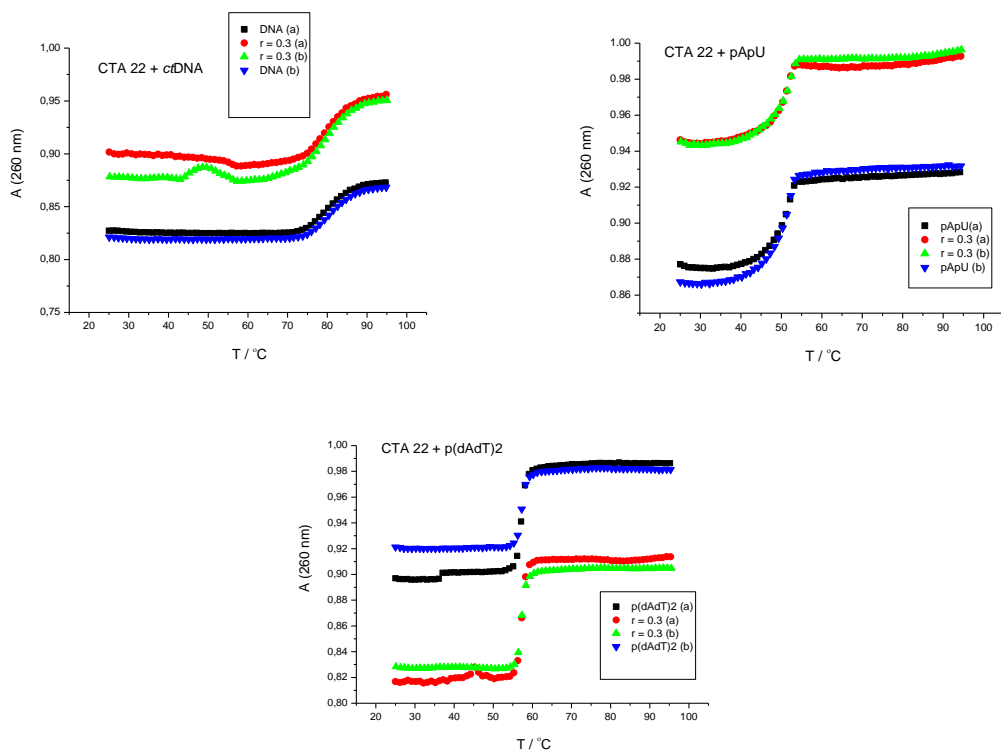 DNA (a)
r = 0.3 (a)
r = 0.3 (b)
DNA (b)
CTA 22 + ctDNA
1,00
0,95
0,90
0,85
0,80
0,75
A (260 nm)
20 30 40 50 60 70 80 90 100
T / °C
CTA 22 + pApU
1.00
0.98
0.96
0.94
0.92
0.90
0.88
0.86
A (260 nm)
pApU(a)
r = 0.3 (a)
r = 0.3 (b)
pApU (b)
20 30 40 50 60 70 80 90 100
T / °C
CTA 22 + p(dAdT)2
1,00
0,98
0,96
0,94
0,92
0,90
0,88
0,86
0,84
0,82
0,80
A (260 nm)
p(dAdT)2 (a)
r = 0.3 (a)
r = 0.3 (b)
p(dAdT)2 (b)
20 30 40 50 60 70 80 90 100
T / °C